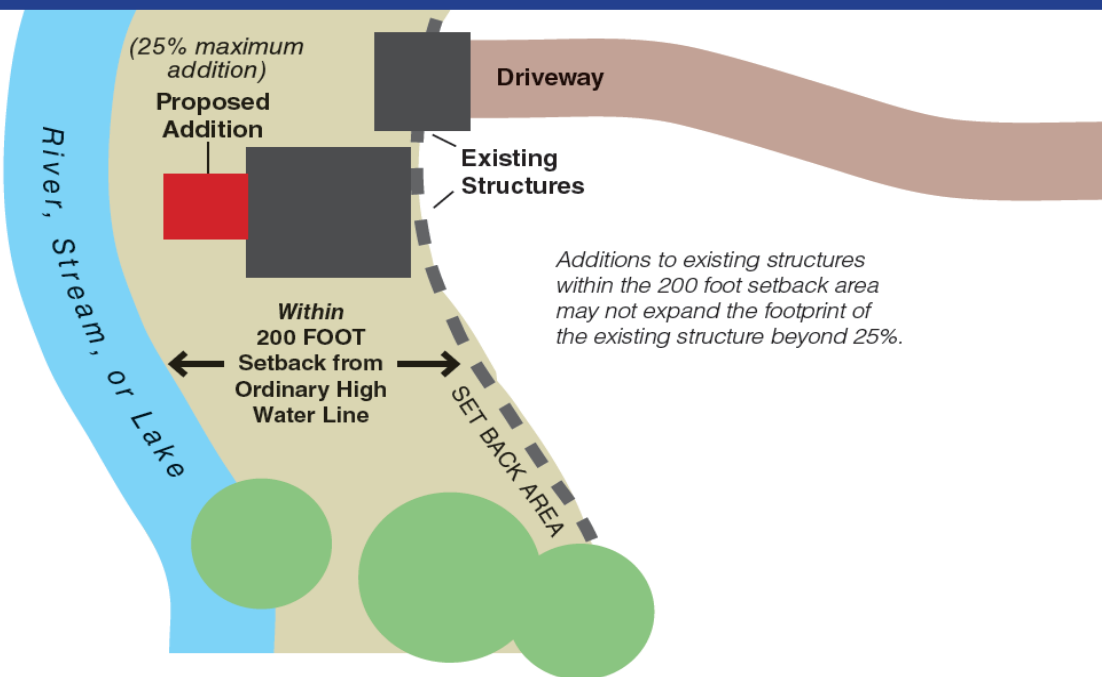 (25% maximum
addition)
Proposed
Addition
Driveway
Existing
Structures
River, Stream, or Lake
Additions to existing structures
within the 200 foot setback area
may not expand the footprint of
the existing structure beyond 25%.
Within
200 FOOT
Setback from
Ordinary High
Water Line
SET BACK AREA